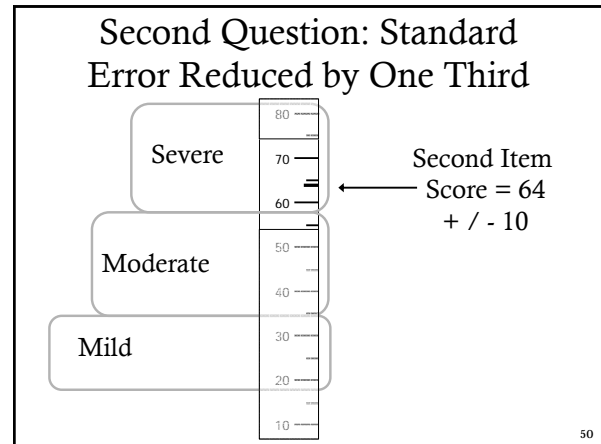 Second Question: Standard
Error Reduced by One Third
80
Severe
70
Second Item
Score = 64
+ / - 10
60
50
Moderate
40
30
Mild
20
10
50